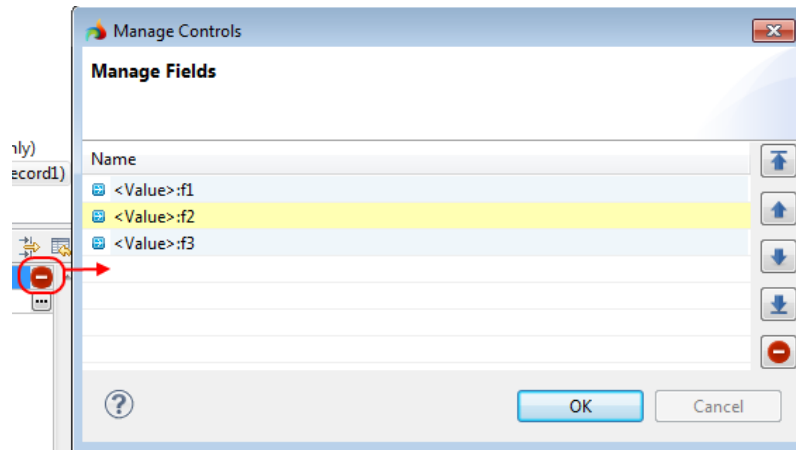 Manage Controls
Manage Fields
nly)
ecord1)
Name
<Value>:f1
<Value>:f2
<Value>:f3
...
?
OK
Cancel